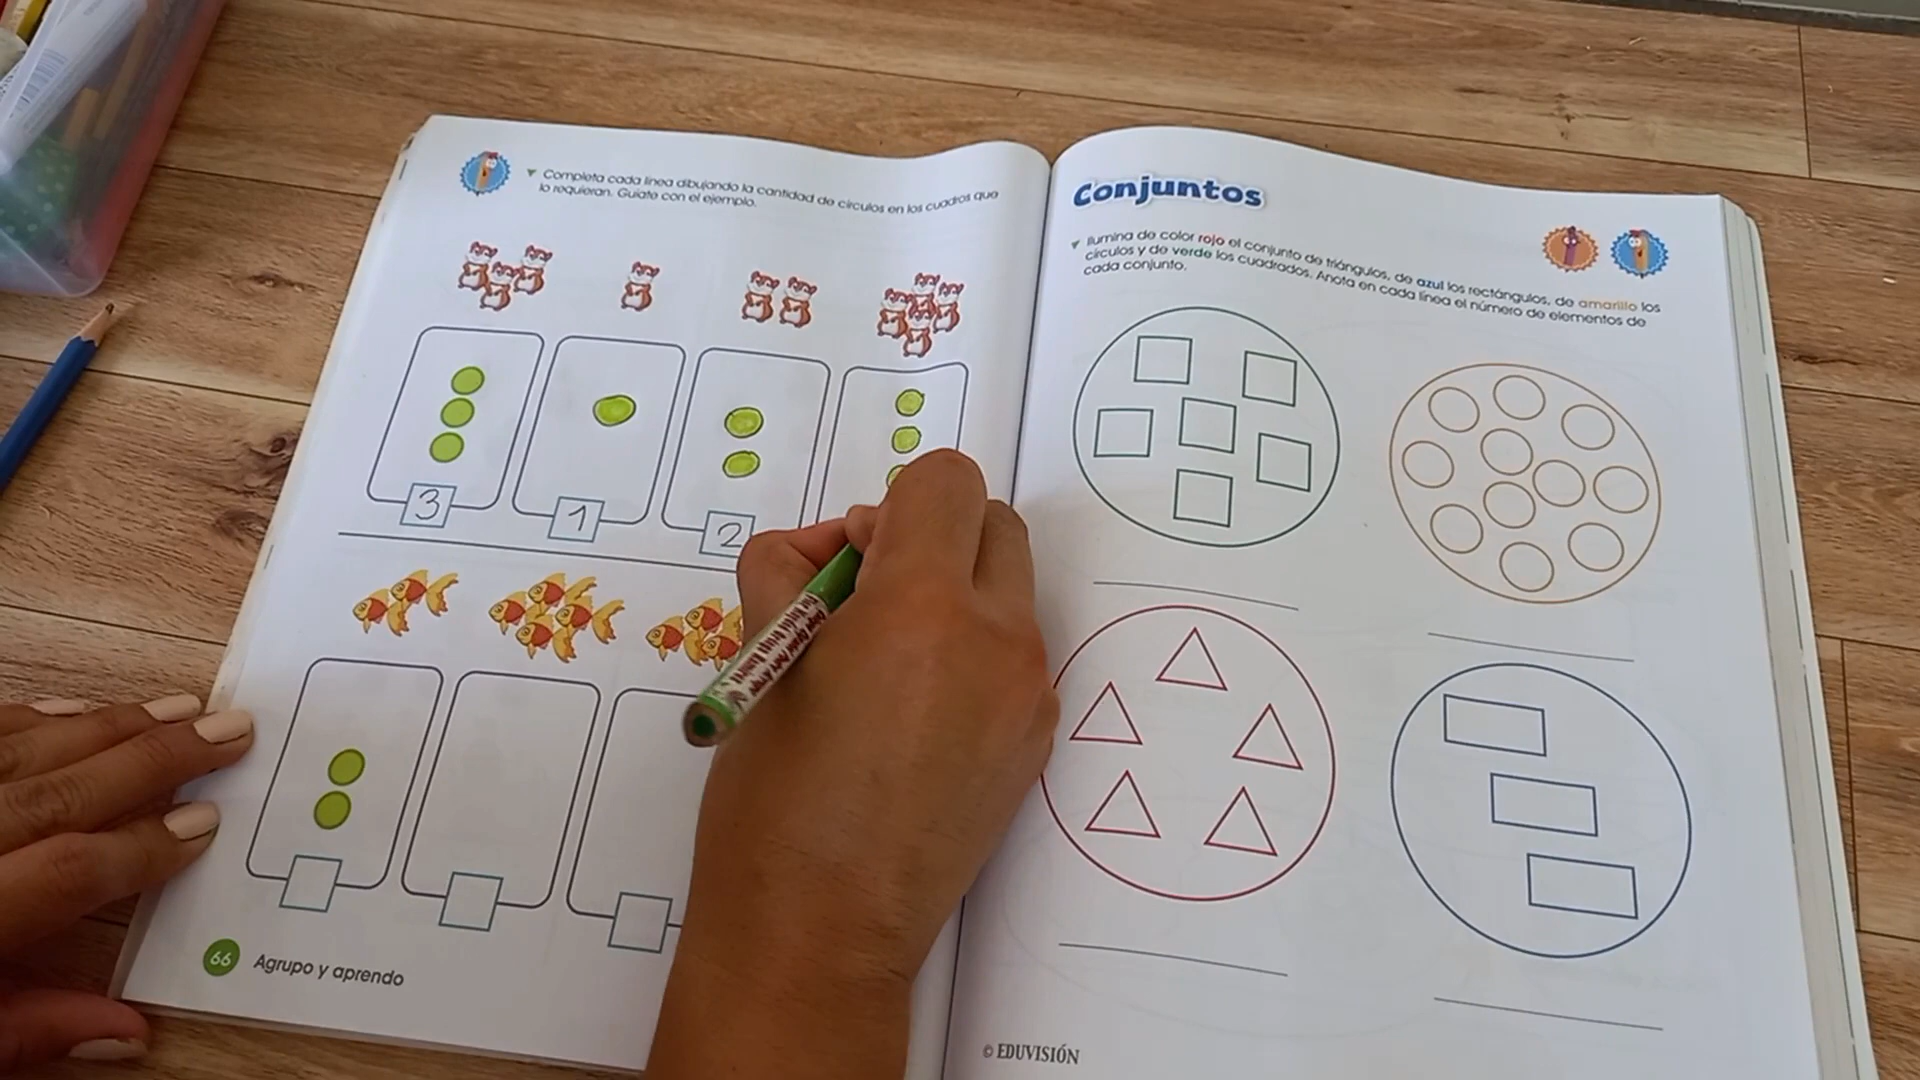 Completa cada línea dibujando la cantidad de círculos en los cuadros que
lo requieran. Guíate con el ejemplo.
3
1
2
66
Agrupo y aprendo
Conjuntos
Ilumina de color rojo el conjunto de triángulos, de azul los rectángulos, de amarillo los
círculos y de verde los cuadrados. Anota en cada línea el número de elementos de
cada conjunto.
© EDUVISIÓN